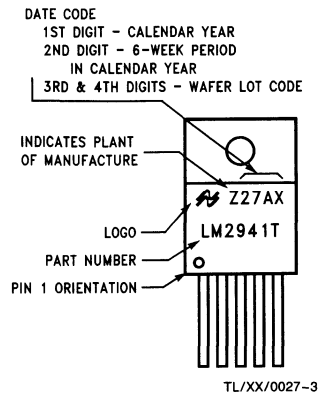 DATE CODE
1ST DIGIT - CALENDAR YEAR
2ND DIGIT - 6-WEEK PERIOD
IN CALENDAR YEAR
3RD & 4TH DIGITS - WAFER LOT CODE
INDICATES PLANT
OF MANUFACTURE
Z27AX
LOGO
LM2941T
PART NUMBER
PIN 1 ORIENTATION
TL/XX/0027-3